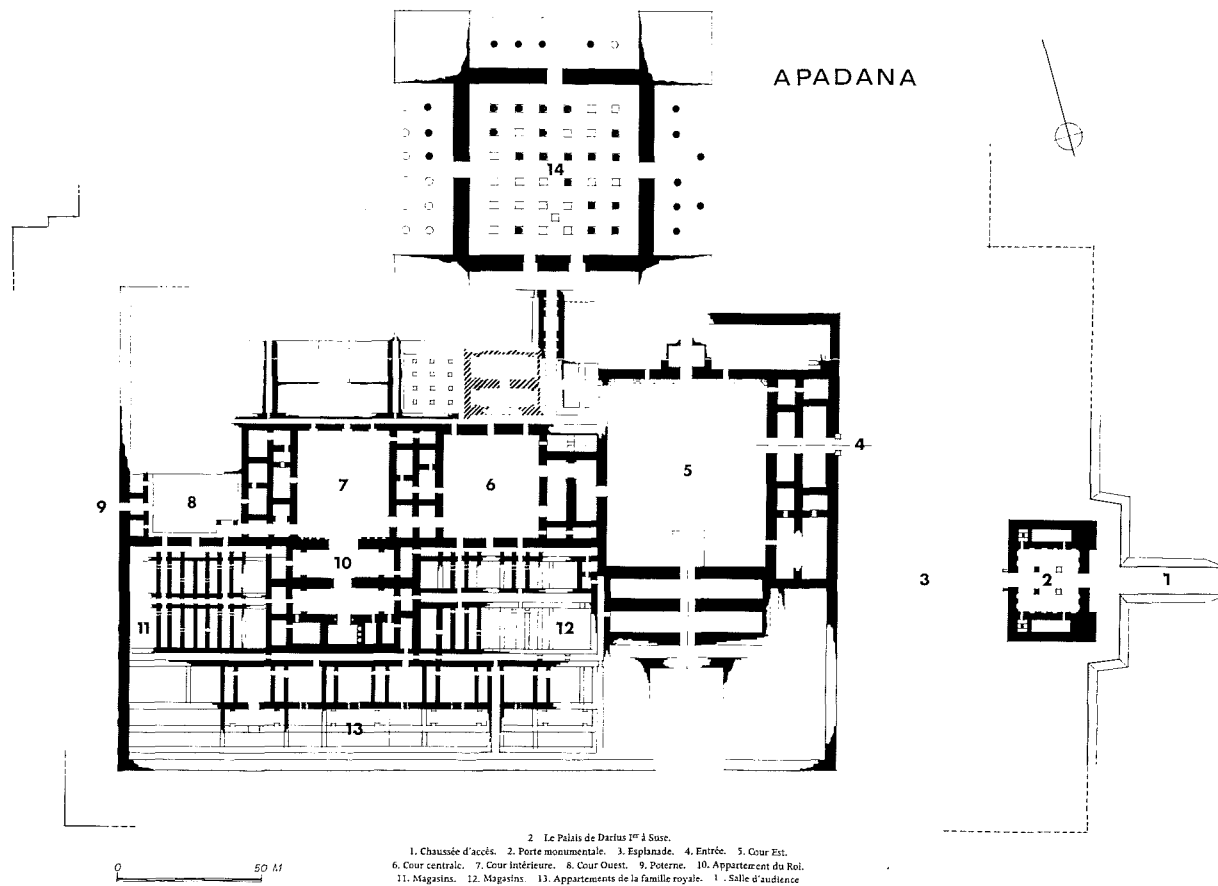 APADANA
14
4
5
7
6
8
9
10
3
2
1
11
12
13
2 Le Palais de Darius Iᵉʳ à Suse.
1. Chaussée d'accès. 2. Porte monumentale. 3. Esplanade. 4. Entrée. 5. Cour Est.
6. Cour centrale. 7. Cour intérieure. 8. Cour Ouest. 9. Poterne. 10. Appartement du Roi.
11. Magasins. 12. Magasins. 13. Appartements de la famille royale. 1 . Salle d'audience
0 50 M